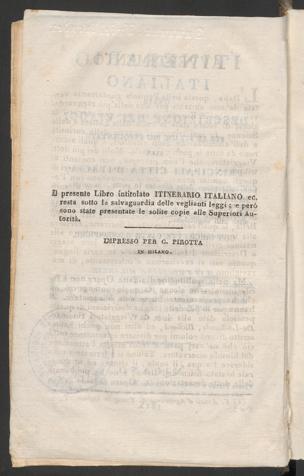 Il presente Libro intitolato ITINERARIO ITALIANO ec.
resta sotto la salvaguardia delle veglianti leggi; e però
sono state presentate le solite copie alle Superiori Au-
torità.
IMPRESSO PER G. PIROTTA
IN MILANO.